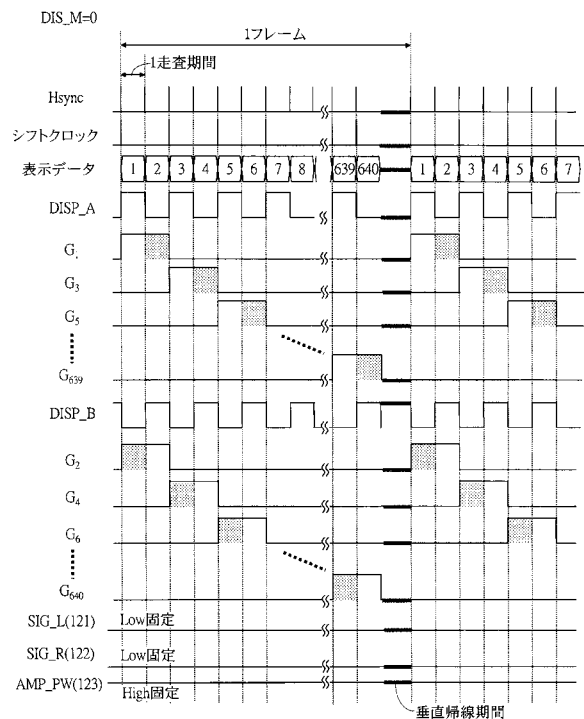 DIS_M=0
1フレーム
1走査期間
Hsync
シフトクロック
表示データ 1 2 3 4 5 6 7 8 639 640 1 2 3 4 5 6 7
DISP_A
G1
G3
G5
G639
DISP_B
G2
G4
G6
G640
SIG_L(121) Low固定
SIG_R(122) Low固定
AMP_PW(123) High固定
垂直帰線期間